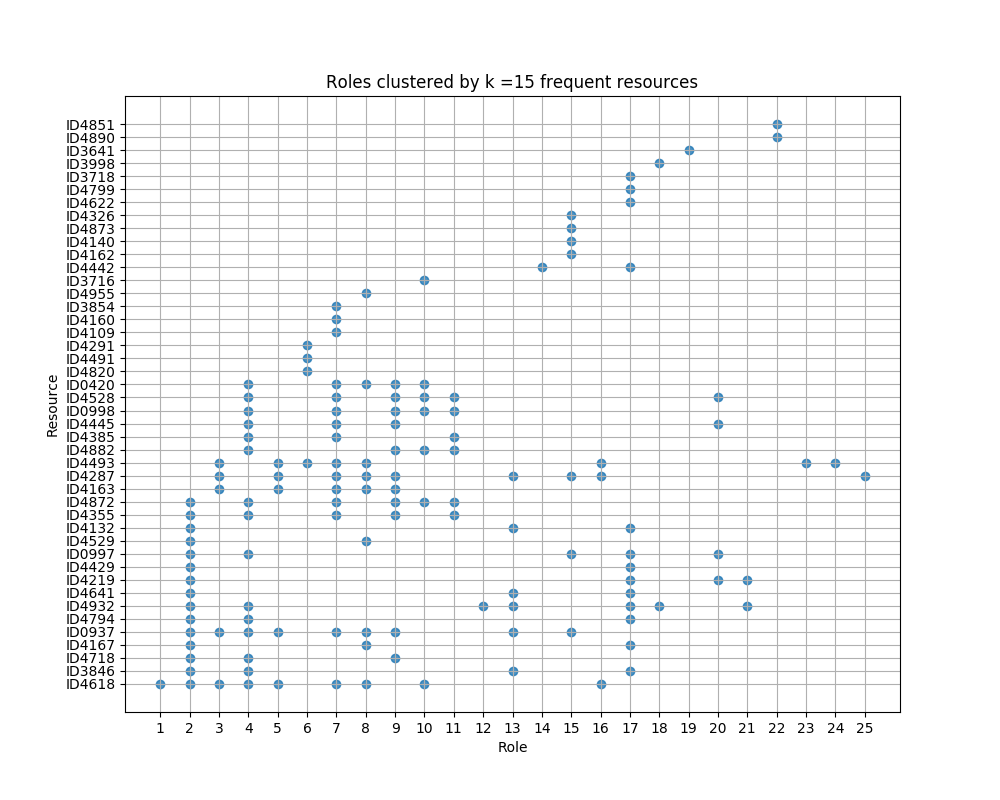 Roles clustered by k =15 frequent resources
ID4851
ID4890
ID3641
ID3998
ID3718
ID4799
ID4622
ID4326
ID4873
ID4140
ID4162
ID4442
ID3716
ID4955
ID3854
ID4160
ID4109
ID4291
ID4491
ID4820
ID0420
ID4528
ID0998
ID4445
ID4385
ID4882
ID4493
ID4287
ID4163
ID4872
ID4355
ID4132
ID4529
ID0997
ID4429
ID4219
ID4641
ID4932
ID4794
ID0937
ID4167
ID4718
ID3846
ID4618
Resource
1 2 3 4 5 6 7 8 9 10 11 12 13 14 15 16 17 18 19 20 21 22 23 24 25
Role